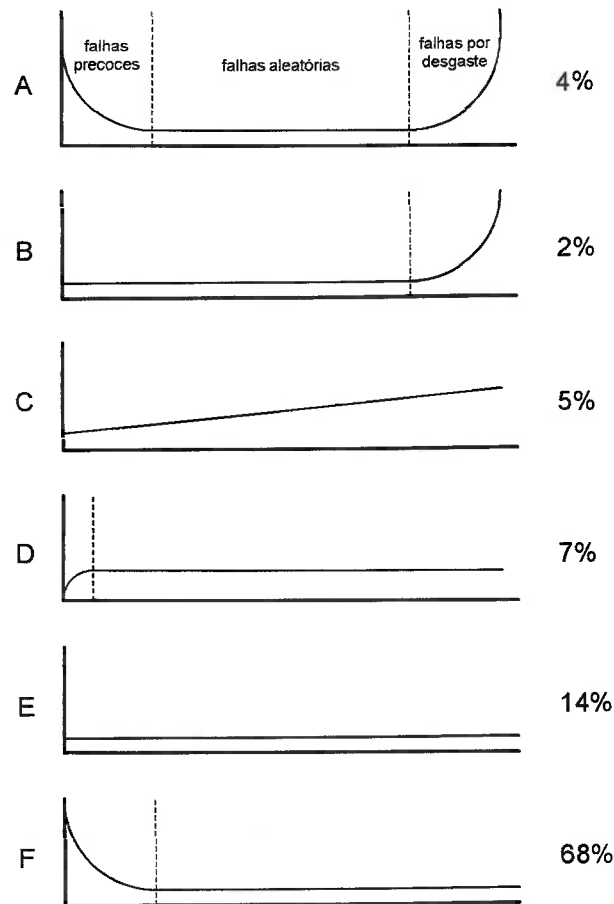 falhas
precoces
falhas aleatórias
falhas por
desgaste
A
4%
B
2%
C
5%
D
7%
E
14%
F
68%